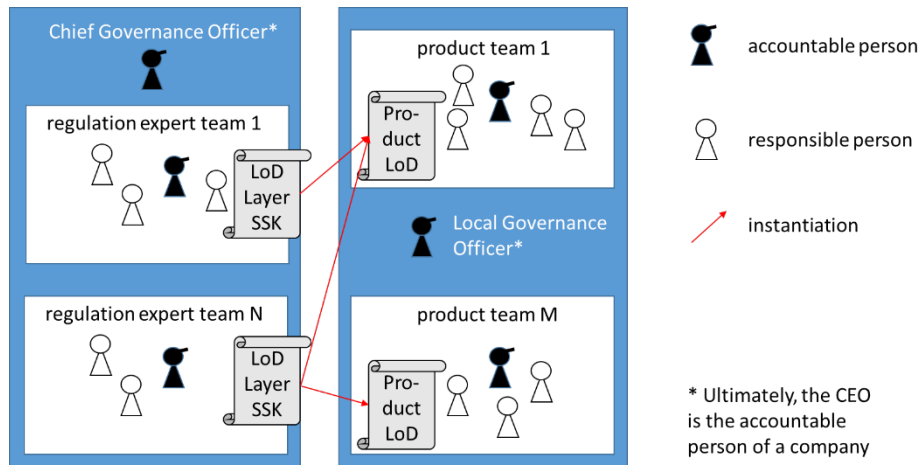 Chief Governance Officer*
regulation expert team 1
LoD
Layer
SSK
regulation expert team N
LoD
Layer
SSK
product team 1
Pro-
duct
LoD
Local Governance
Officer*
product team M
Pro-
duct
LoD
accountable person
responsible person
instantiation
* Ultimately, the CEO
is the accountable
person of a company